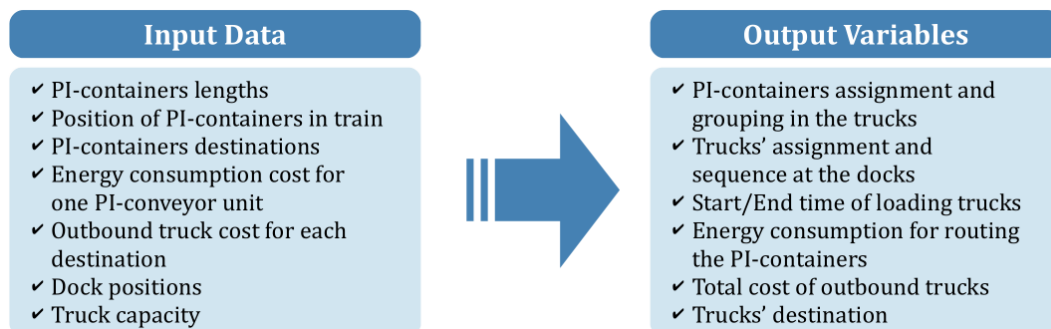 Input Data
✔ PI-containers lengths
✔ Position of PI-containers in train
✔ PI-containers destinations
✔ Energy consumption cost for
one PI-conveyor unit
✔ Outbound truck cost for each
destination
✔ Dock positions
✔ Truck capacity
Output Variables
✔ PI-containers assignment and
grouping in the trucks
✔ Trucks' assignment and
sequence at the docks
✔ Start/End time of loading trucks
✔ Energy consumption for routing
the PI-containers
✔ Total cost of outbound trucks
✔ Trucks' destination